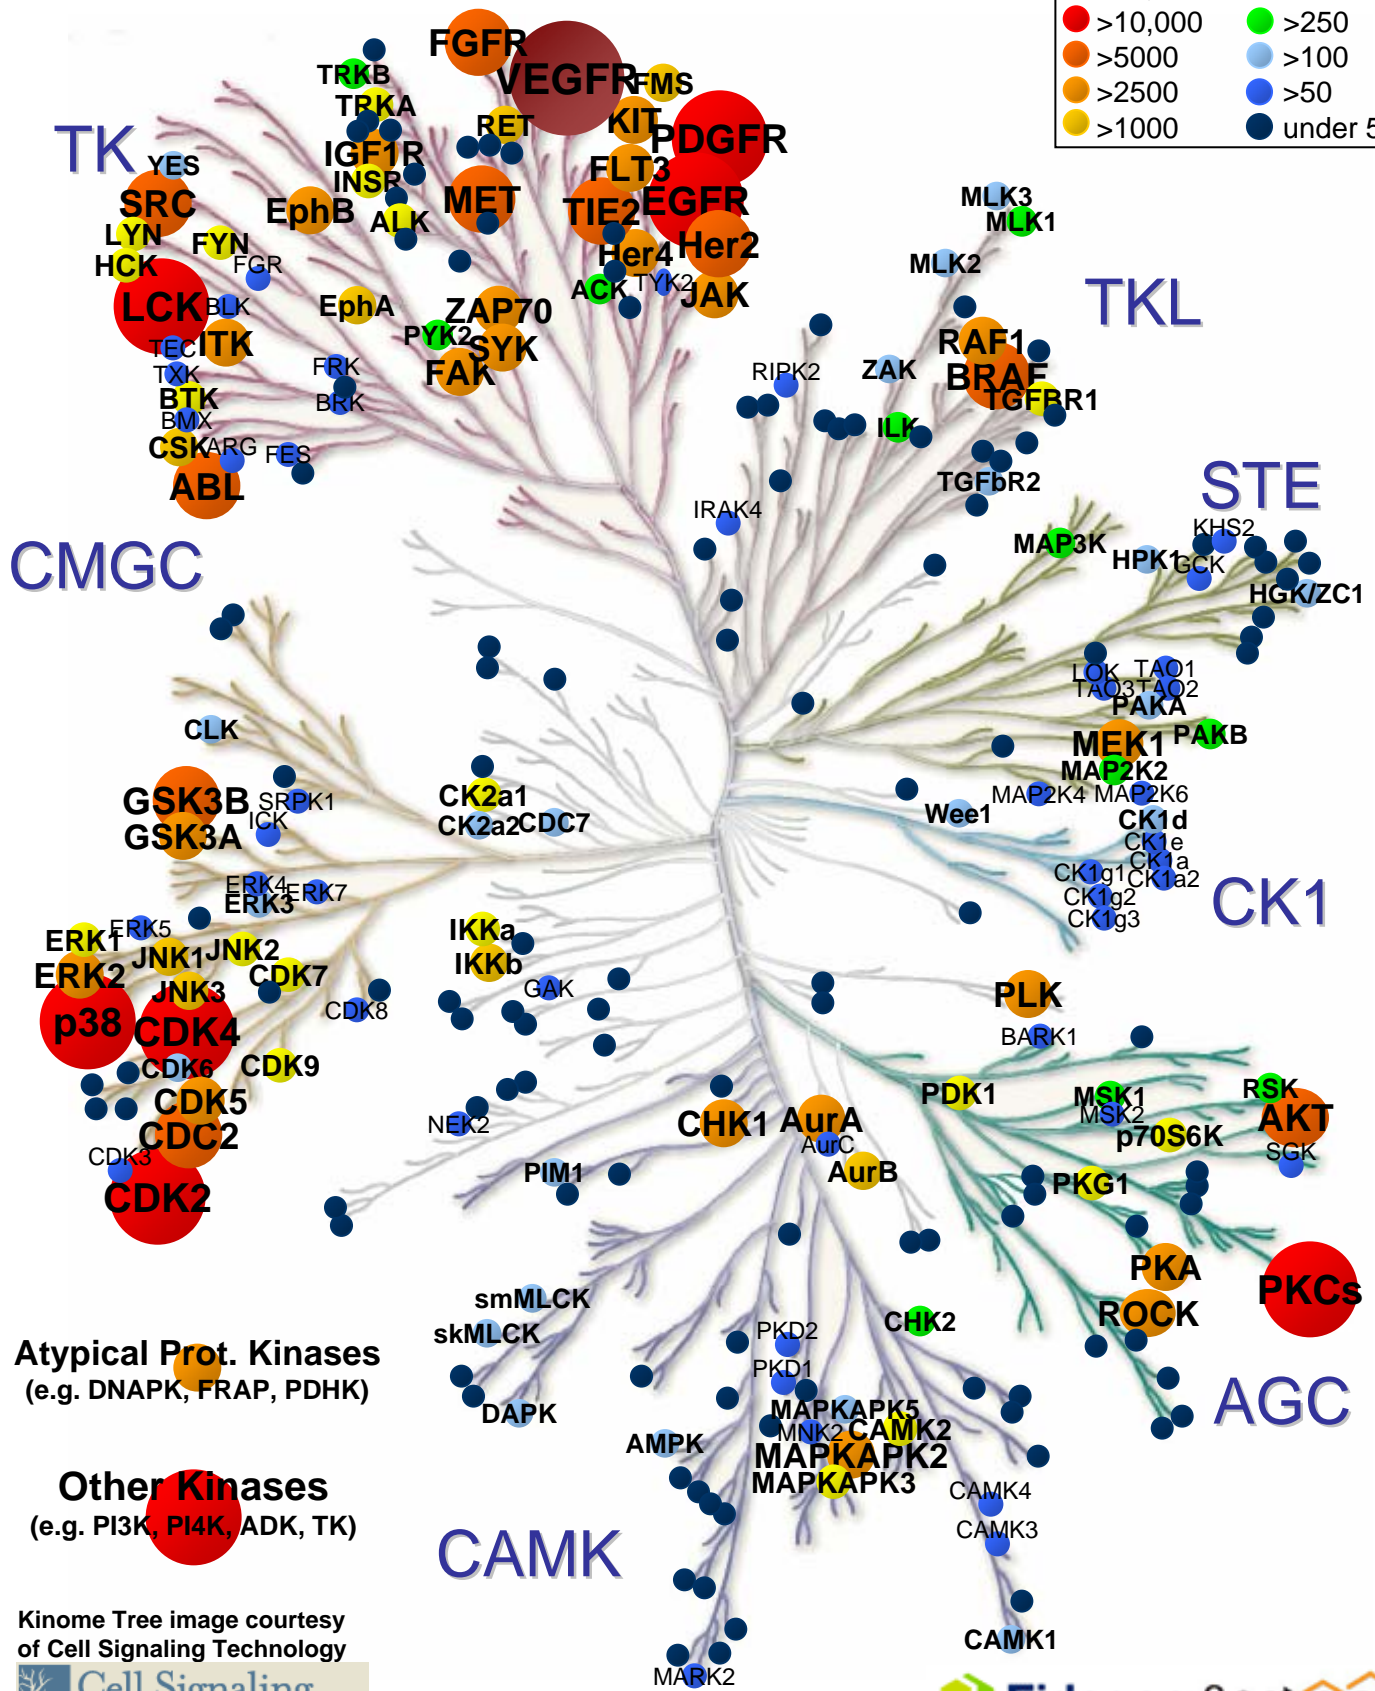 >10,000
>250
>5000
>100
>2500
>50
>1000
under 5
TK
FGFR
VEGFR
FMS
TRKB
TRKA
RET
KIT
PDGFR
YES
IGF1R
INSR
FLT3
SRC
EphB
ALK
MET
TIE2
EGFR
LYN
FYN
HCK
FGR
Her4
Her2
LCK
BLK
EphA
ZAP70
ACK
TYK2
JAK
ITK
PYK2
SYK
TEC
TXK
FRK
FAK
BTK
BRK
BMX
CSK
ARG
FES
ABL
TKL
MLK3
MLK1
MLK2
RAF1
RIPK2
ZAK
BRAF
TGFBR1
ILK
TGFbR2
IRAK4
STE
KHS2
MAP3K
HPK1
GCK
HGK/ZC1
LOK
TAO1
TAO3
TAO2
PAKA
MEK1
PAKB
MAP2K2
MAP2K4
MAP2K6
CMGC
CLK
GSK3B
SRPK1
GSK3A
ICK
CK2a1
CK2a2
CDC7
Wee1
CK1d
CK1e
CK1a
CK1g1
CK1a2
CK1g2
CK1g3
CK1
ERK4
ERK7
ERK3
ERK5
ERK1
JNK1
JNK2
ERK2
CDK7
JNK3
p38
CDK4
CDK8
CDK6
CDK9
CDK5
CDC2
CDK3
CDK2
IKKa
IKKb
GAK
NEK2
PLK
BARK1
PDK1
MSK1
RSK
MSK2
AKT
p70S6K
SGK
CHK1
AurA
AurC
AurB
PIM1
PKG1
PKA
PKCs
ROCK
AGC
smMLCK
skMLCK
CHK2
PKD2
PKD1
DAPK
MAPKAPK5
MNK2
CAMK2
AMPK
MAPKAPK2
MAPKAPK3
CAMK4
CAMK3
CAMK
CAMK1
MARK2
Atypical Prot. Kinases
(e.g. DNAPK, FRAP, PDHK)
Other Kinases
(e.g. PI3K, PI4K, ADK, TK)
Kinome Tree image courtesy
of Cell Signaling Technology
Cell Signaling